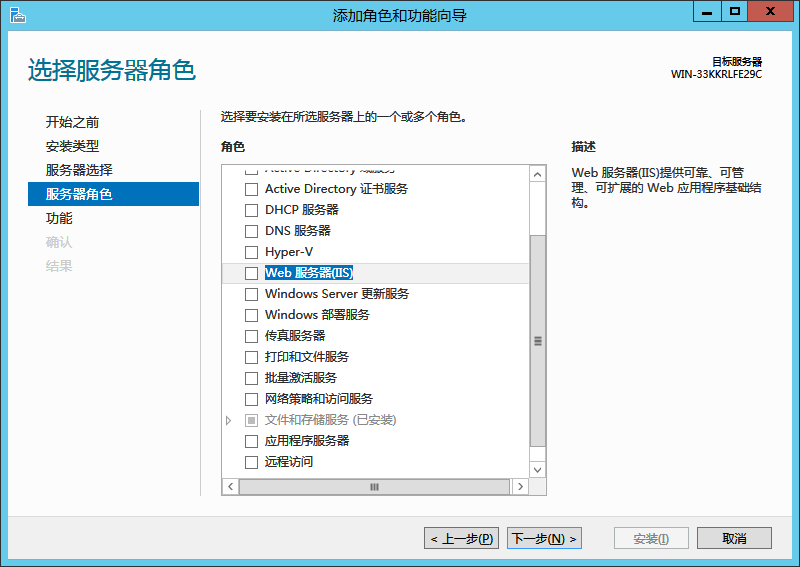 添加角色和功能向导
选择服务器角色
目标服务器
WIN-33KKRLFE29C
开始之前
安装类型
服务器选择
服务器角色
功能
确认
结果
选择要安装在所选服务器上的一个或多个角色。
角色
Active Directory 证书服务
DHCP 服务器
DNS 服务器
Hyper-V
Web 服务器(IIS)
Windows Server 更新服务
Windows 部署服务
传真服务器
打印和文件服务
批量激活服务
网络策略和访问服务
文件和存储服务 (已安装)
应用程序服务器
远程访问
描述
Web 服务器(IIS)提供可靠、可管
理、可扩展的 Web 应用程序基础结
构。
< 上一步(P)
下一步(N) >
安装(I)
取消